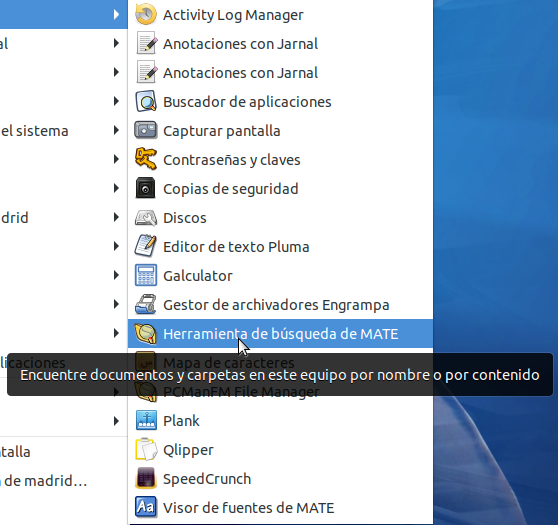 Activity Log Manager
al
Anotaciones con Jarnal
Anotaciones con Jarnal
Buscador de aplicaciones
el sistema
Capturar pantalla
Contraseñas y claves
Copias de seguridad
drid
Discos
Editor de texto Pluma
Galculator
Gestor de archivadores Engrampa
Herramienta de búsqueda de MATE
licaciones
Mapa de caracteres
Encuentre documentos y carpetas en este equipo por nombre o por contenido
PCManFM File Manager
Plank
talla
Qlipper
de madrid...
SpeedCrunch
Visor de fuentes de MATE